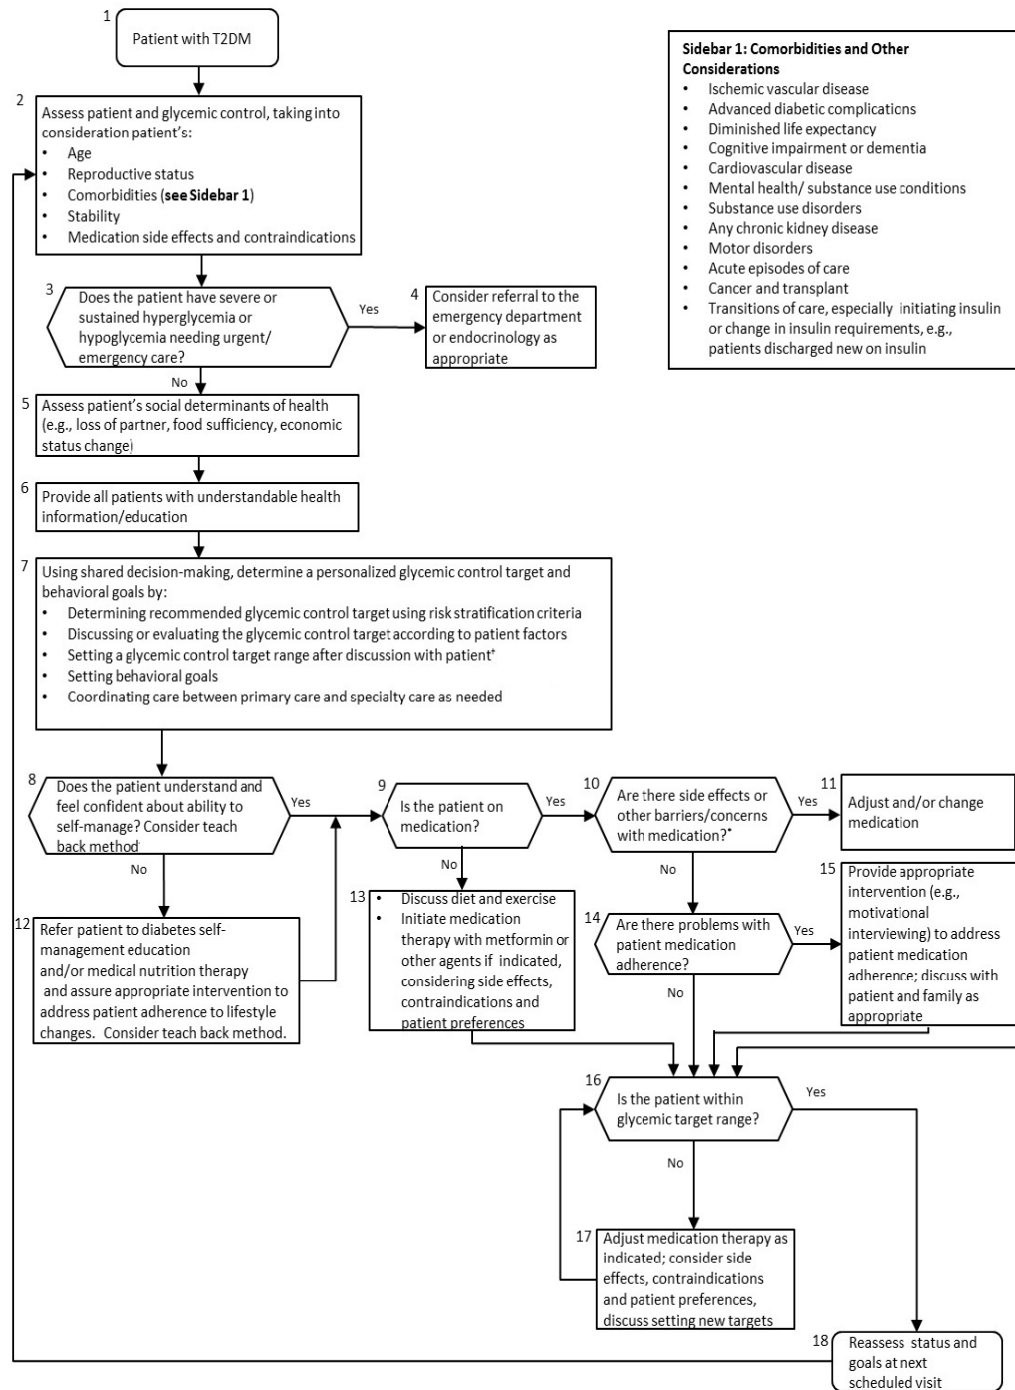 1
Patient with T2DM
Sidebar 1: Comorbidities and Other
Considerations
• Ischemic vascular disease
• Advanced diabetic complications
• Diminished life expectancy
• Cognitive impairment or dementia
• Cardiovascular disease
• Mental health/ substance use conditions
• Substance use disorders
• Any chronic kidney disease
• Motor disorders
• Acute episodes of care
• Cancer and transplant
• Transitions of care, especially initiating insulin
or change in insulin requirements, e.g.,
patients discharged new on insulin
2
Assess patient and glycemic control, taking into
consideration patient's:
• Age
• Reproductive status
• Comorbidities (see Sidebar 1)
• Stability
• Medication side effects and contraindications
3
Does the patient have severe or
sustained hyperglycemia or
hypoglycemia needing urgent/
emergency care?
Yes
4
Consider referral to the
emergency department
or endocrinology as
appropriate
No
5
Assess patient's social determinants of health
(e.g., loss of partner, food sufficiency, economic
status change)
6
Provide all patients with understandable health
information/education
7
Using shared decision-making, determine a personalized glycemic control target and
behavioral goals by:
• Determining recommended glycemic control target using risk stratification criteria
• Discussing or evaluating the glycemic control target according to patient factors
• Setting a glycemic control target range after discussion with patient†
• Setting behavioral goals
• Coordinating care between primary care and specialty care as needed
8
Does the patient understand and
feel confident about ability to
self-manage? Consider teach
back method
Yes
No
9
Is the patient on
medication?
Yes
No
10
Are there side effects or
other barriers/concerns
with medication?*
Yes
No
11
Adjust and/or change
medication
12
Refer patient to diabetes self-
management education
and/or medical nutrition therapy
and assure appropriate intervention to
address patient adherence to lifestyle
changes. Consider teach back method.
13
• Discuss diet and exercise
• Initiate medication
therapy with metformin or
other agents if indicated,
considering side effects,
contraindications and
patient preferences
14
Are there problems with
patient medication
adherence?
Yes
No
15
Provide appropriate
intervention (e.g.,
motivational
interviewing) to address
patient medication
adherence; discuss with
patient and family as
appropriate
16
Is the patient within
glycemic target range?
Yes
No
17
Adjust medication therapy as
indicated; consider side
effects, contraindications
and patient preferences,
discuss setting new targets
18
Reassess status and
goals at next
scheduled visit